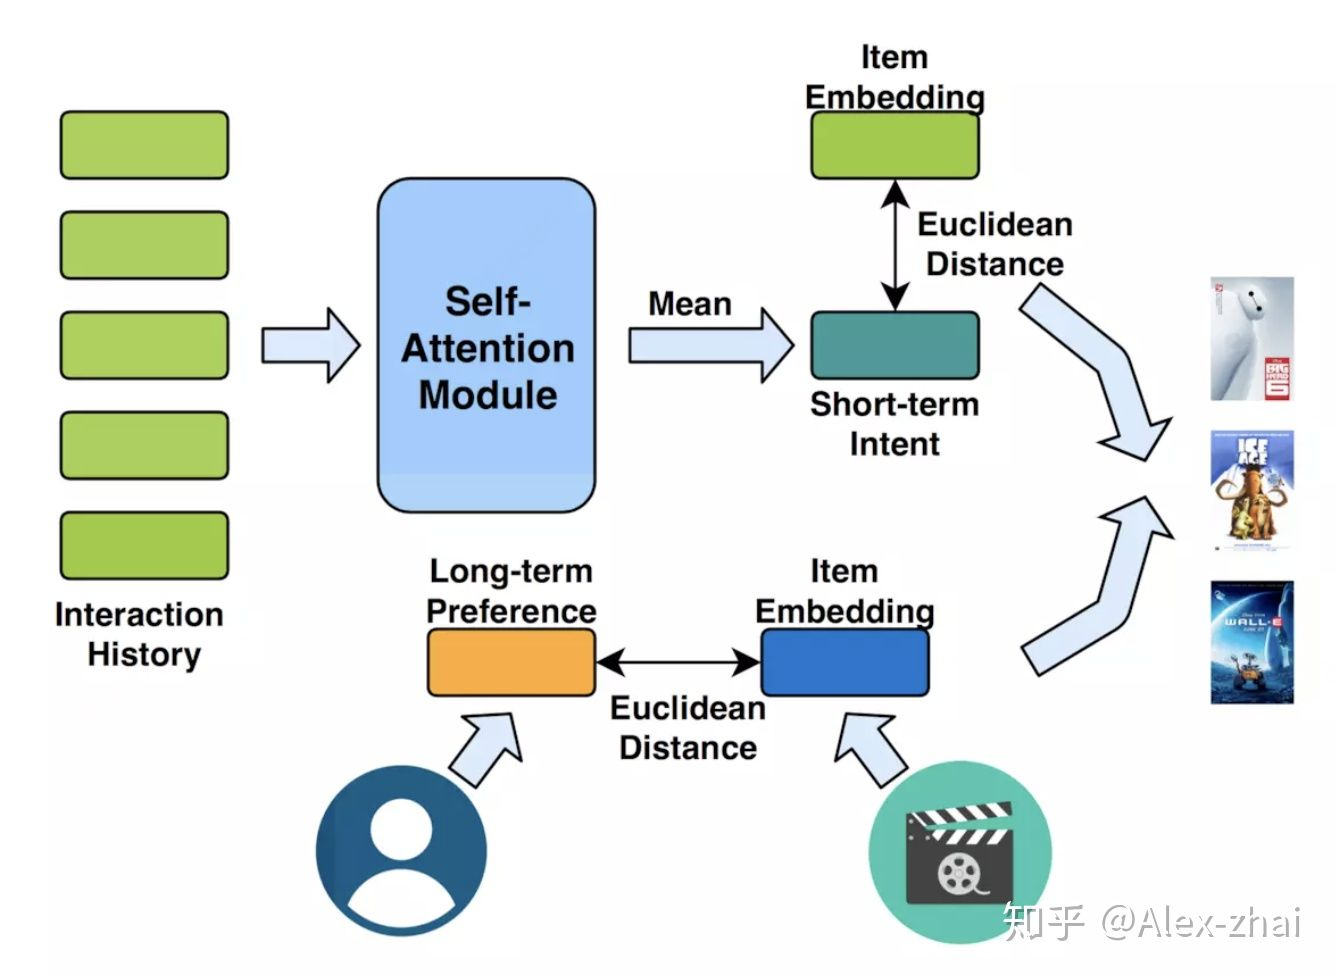 Item
Embedding
Euclidean
Distance
Self-
Attention
Module
Mean
Short-term
Intent
Interaction
History
Long-term
Preference
Item
Embedding
Euclidean
Distance
BIG
HERO
6
ICE
AGE
WALL-E
知乎 @Alex-zhai